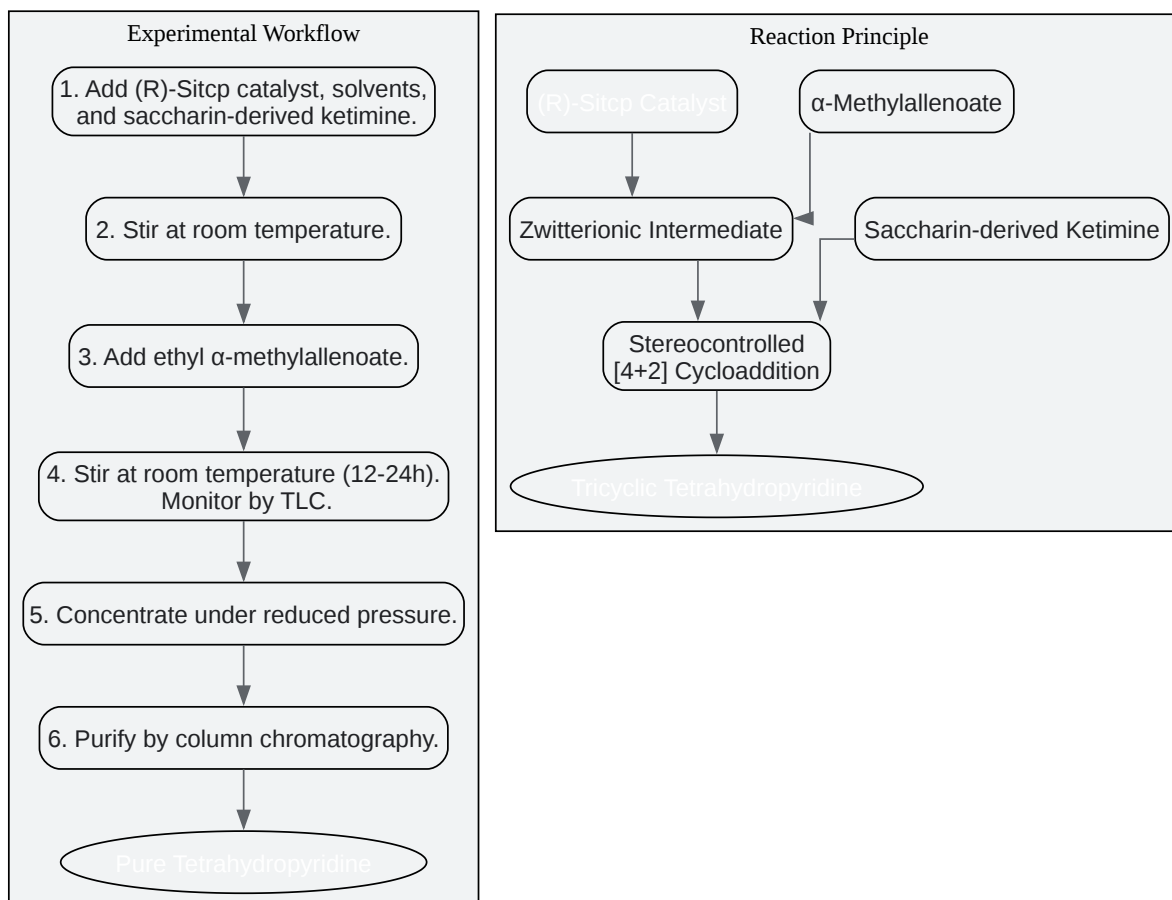 Experimental Workflow
1. Add (R)-Sitcp catalyst, solvents,
and saccharin-derived ketimine.
2. Stir at room temperature.
3. Add ethyl α-methylallenoate.
4. Stir at room temperature (12-24h).
Monitor by TLC.
5. Concentrate under reduced pressure.
6. Purify by column chromatography.
Pure Tetrahydropyridine
Reaction Principle
(R)-Sitcp Catalyst
α-Methylallenoate
Zwitterionic Intermediate
Saccharin-derived Ketimine
Stereocontrolled
[4+2] Cycloaddition
Tricyclic Tetrahydropyridine